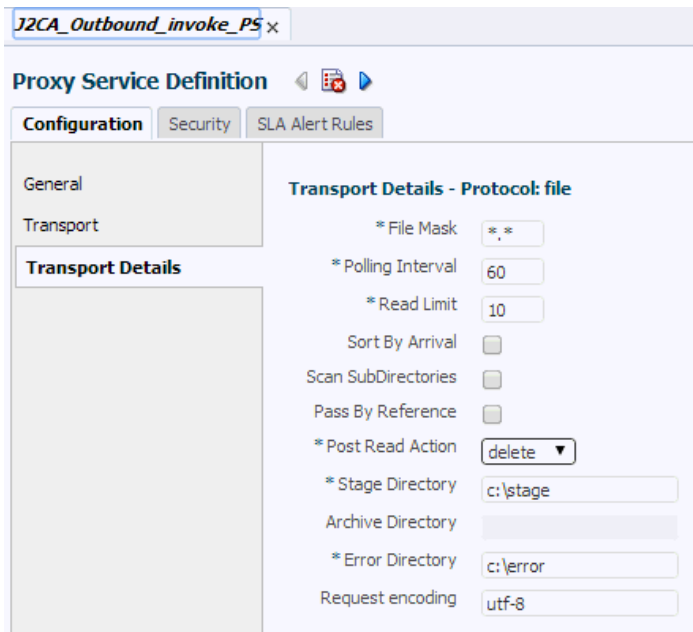 J2CA_Outbound_invoke_PS x
Proxy Service Definition
Configuration Security SLA Alert Rules
General
Transport
Transport Details
Transport Details - Protocol: file
* File Mask *.*
* Polling Interval 60
* Read Limit 10
Sort By Arrival
Scan SubDirectories
Pass By Reference
* Post Read Action delete
* Stage Directory c:\stage
Archive Directory
* Error Directory c:\error
Request encoding utf-8